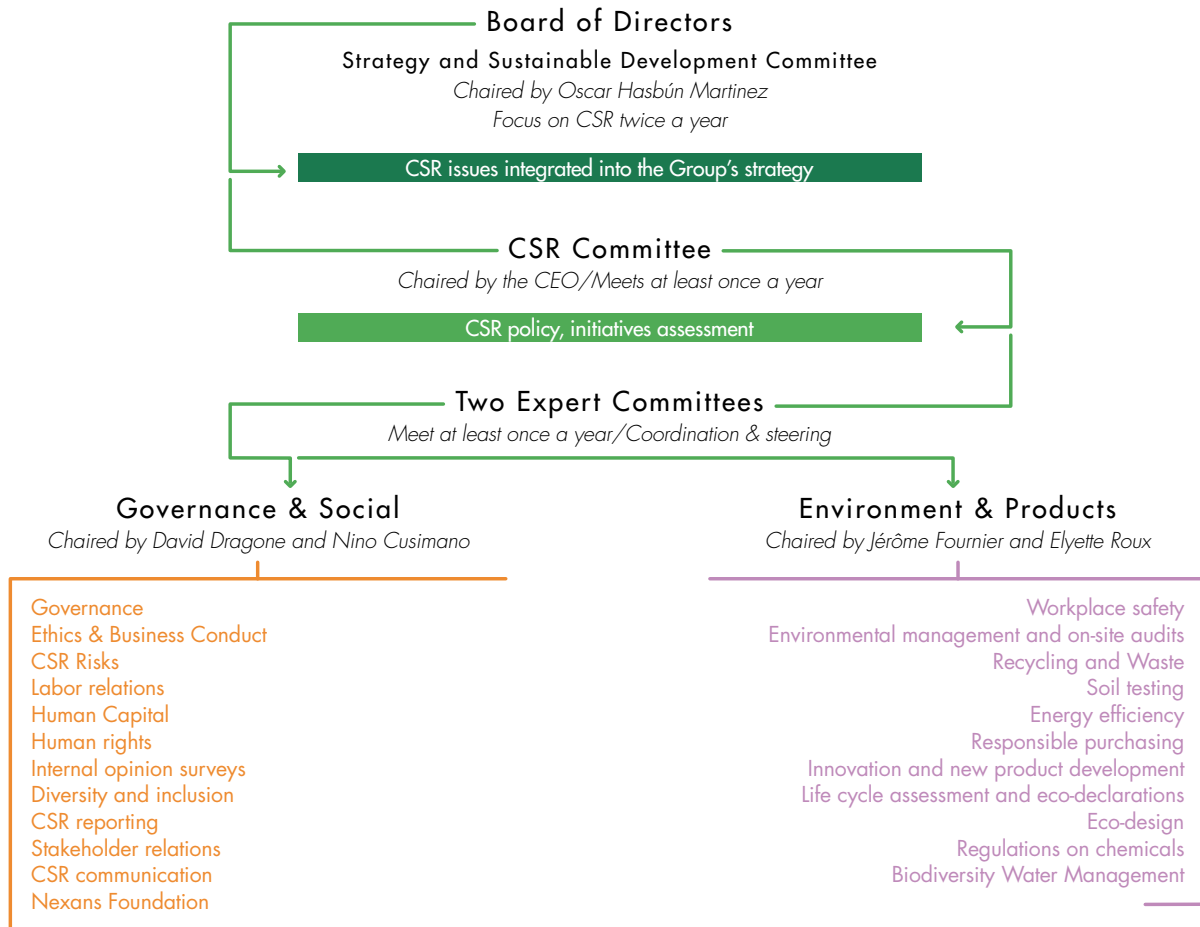 Board of Directors
Strategy and Sustainable Development Committee
Chaired by Oscar Hasbún Martinez
Focus on CSR twice a year
CSR issues integrated into the Group's strategy
CSR Committee
Chaired by the CEO/Meets at least once a year
CSR policy, initiatives assessment
Two Expert Committees
Meet at least once a year/Coordination & steering
Governance & Social
Chaired by David Dragone and Nino Cusimano
Governance
Ethics & Business Conduct
CSR Risks
Labor relations
Human Capital
Human rights
Internal opinion surveys
Diversity and inclusion
CSR reporting
Stakeholder relations
CSR communication
Nexans Foundation
Environment & Products
Chaired by Jérôme Fournier and Elyette Roux
Workplace safety
Environmental management and on-site audits
Recycling and Waste
Soil testing
Energy efficiency
Responsible purchasing
Innovation and new product development
Life cycle assessment and eco-declarations
Eco-design
Regulations on chemicals
Biodiversity Water Management